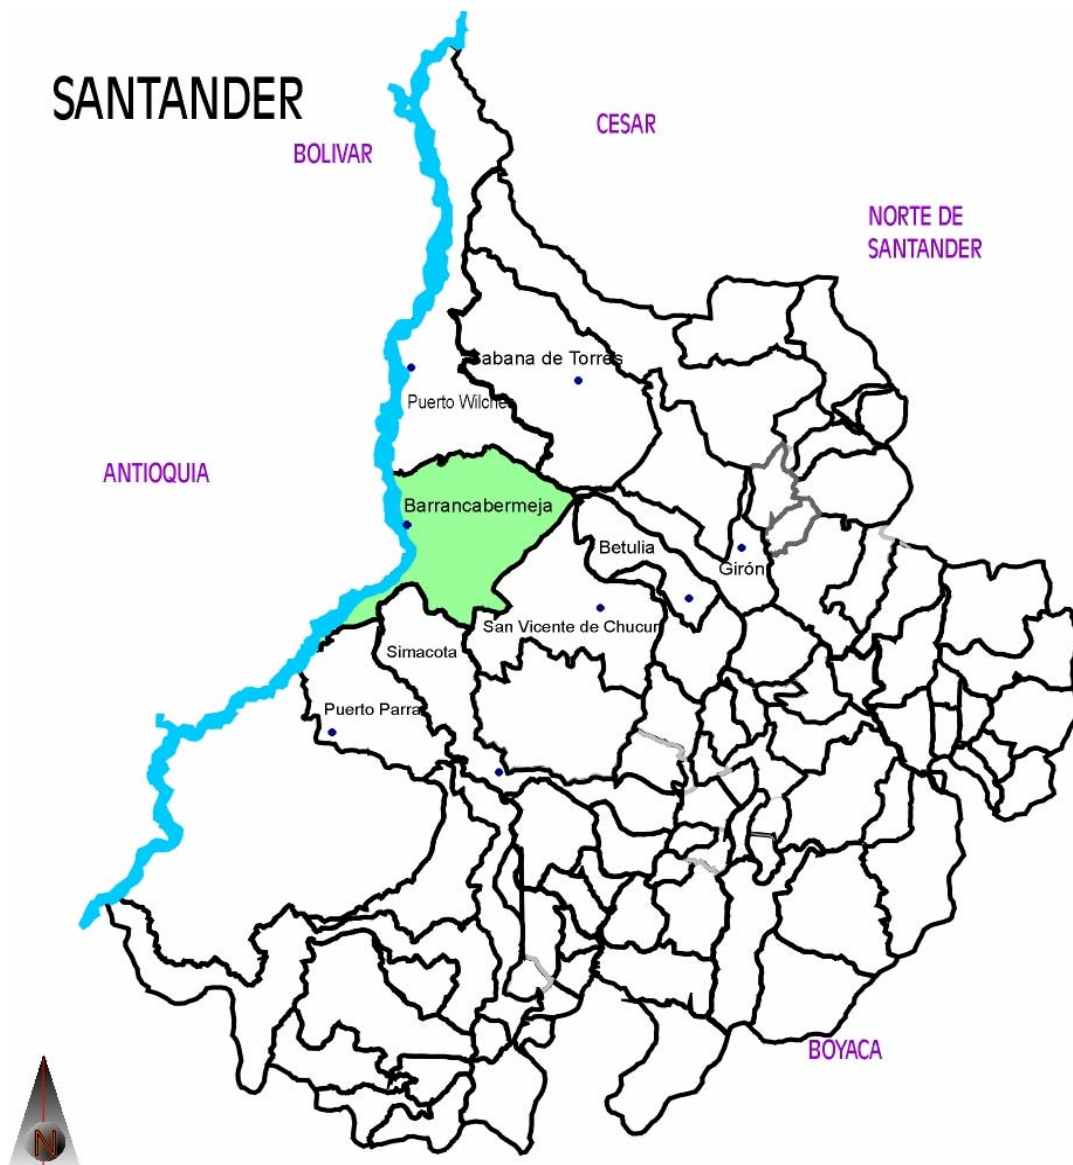 SANTANDER
CESAR
BOLIVAR
NORTE DE
SANTANDER
Sabana de Torres
Puerto Wilches
ANTIOQUIA
Barrancabermeja
Betulia
Girón
San Vicente de Chucur
Simacota
Puerto Parra
BOYACA
N